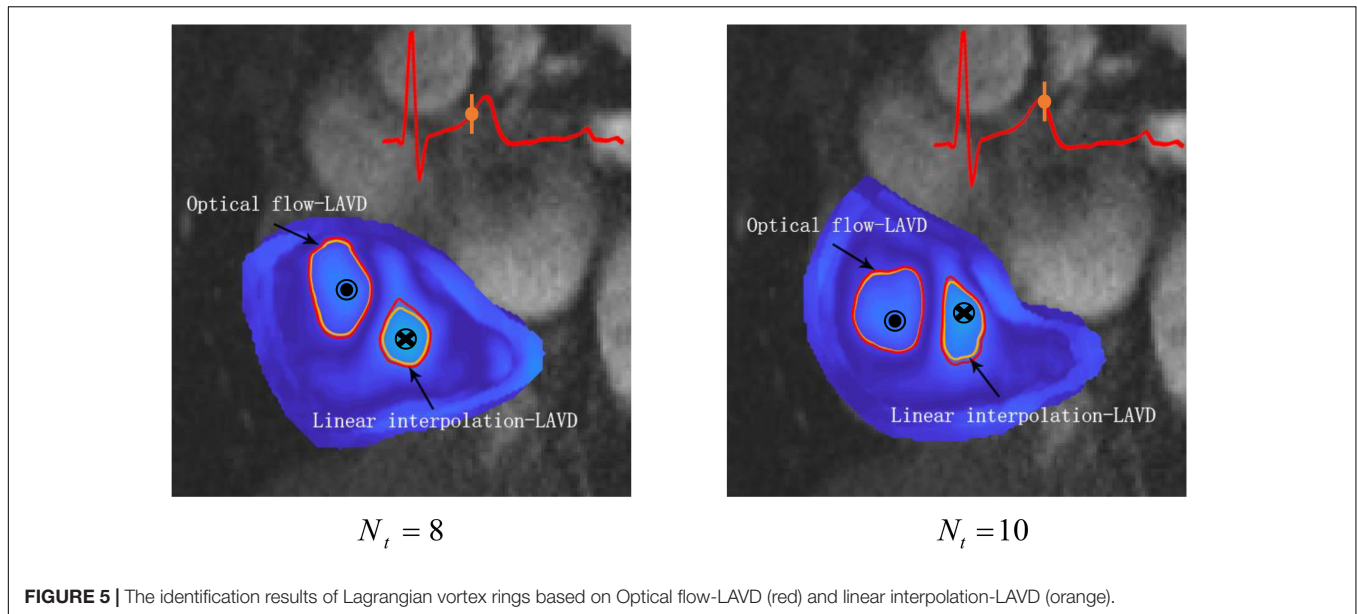 Optical flow-LAVD
Linear interpolation-LAVD
N_t = 8
Optical flow-LAVD
Linear interpolation-LAVD
N_t = 10
FIGURE 5 | The identification results of Lagrangian vortex rings based on Optical flow-LAVD (red) and linear interpolation-LAVD (orange).